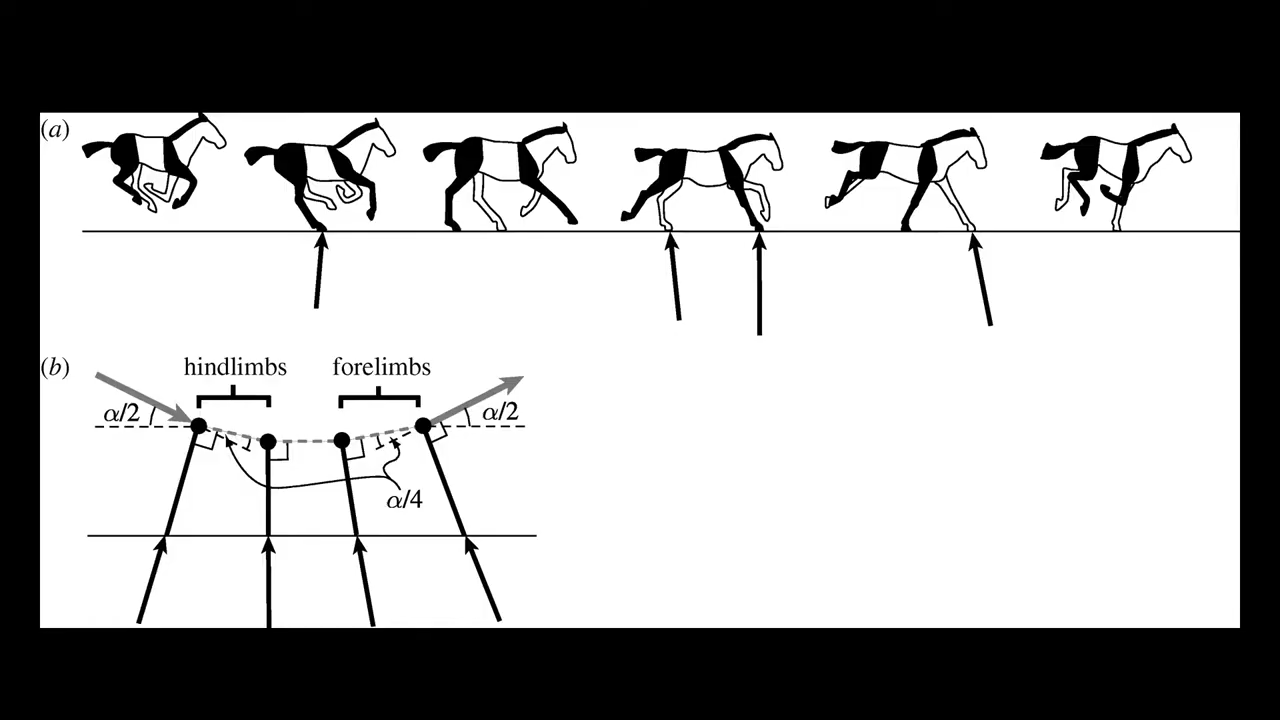 (a)
(b)
hindlimbs forelimbs
α/2 α/2
α/4